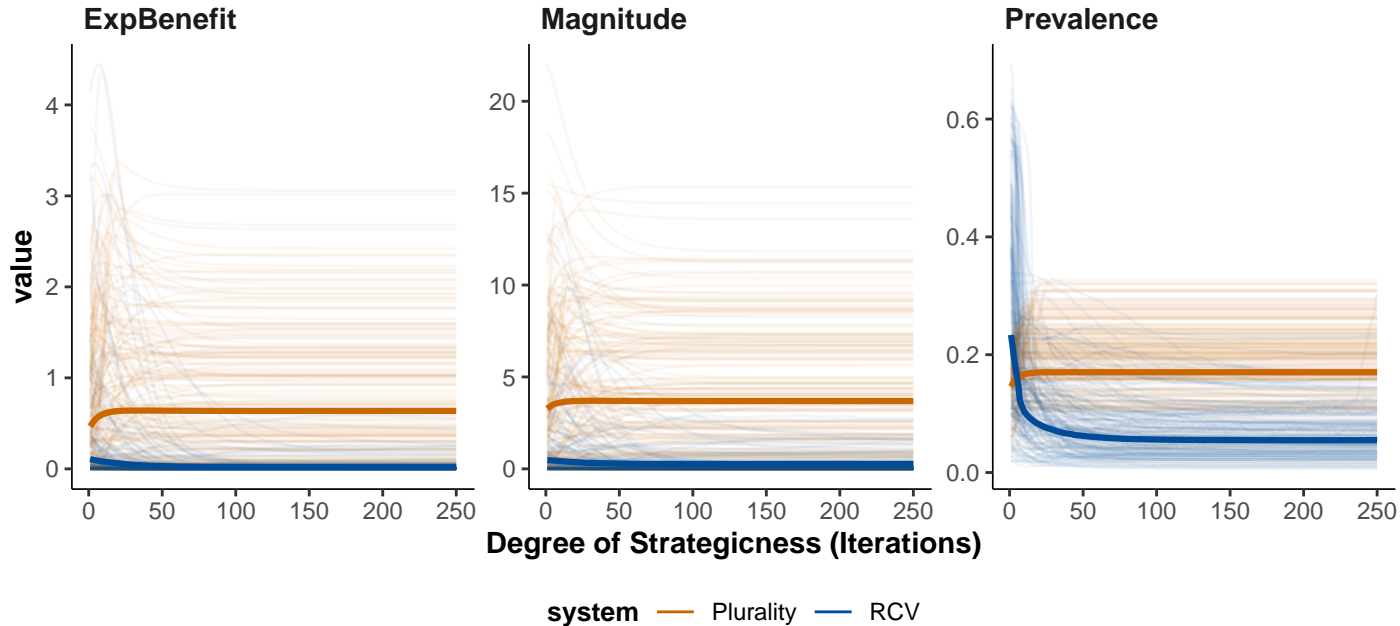 ExpBenefit Magnitude Prevalence
value
4
3
2
1
0
20
15
10
5
0
0.6
0.4
0.2
0.0
0 50 100 150 200 250 0 50 100 150 200 250 0 50 100 150 200 250
Degree of Strategicness (Iterations)
system Plurality RCV